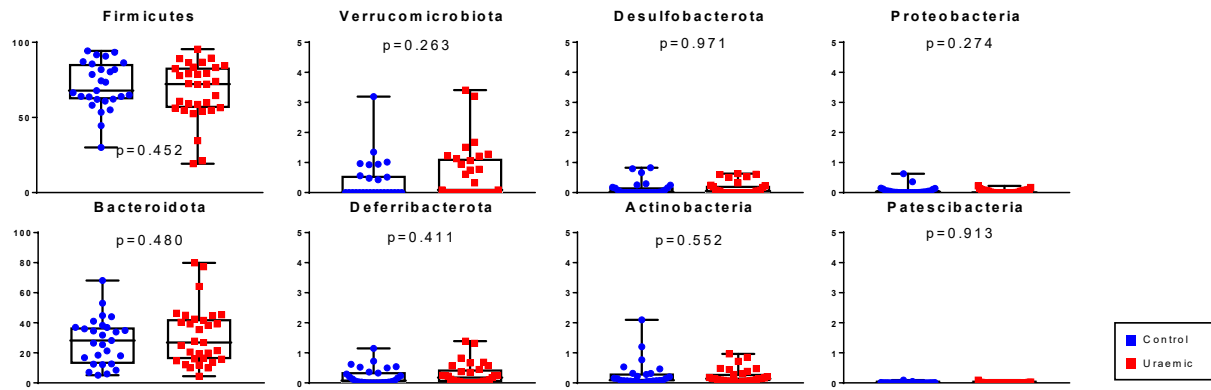 Firmicutes
Verrucomicrobiota
Desulfobacterota
Proteobacteria
100
50
0
p=0.452
5
4
3
2
1
0
p=0.263
5
4
3
2
1
0
p=0.971
5
4
3
2
1
0
p=0.274
Bacteroidota
Deferribacterota
Actinobacteria
Patescibacteria
100
80
60
40
20
0
p=0.480
5
4
3
2
1
0
p=0.411
5
4
3
2
1
0
p=0.552
5
4
3
2
1
0
p=0.913
Control
Uraemic